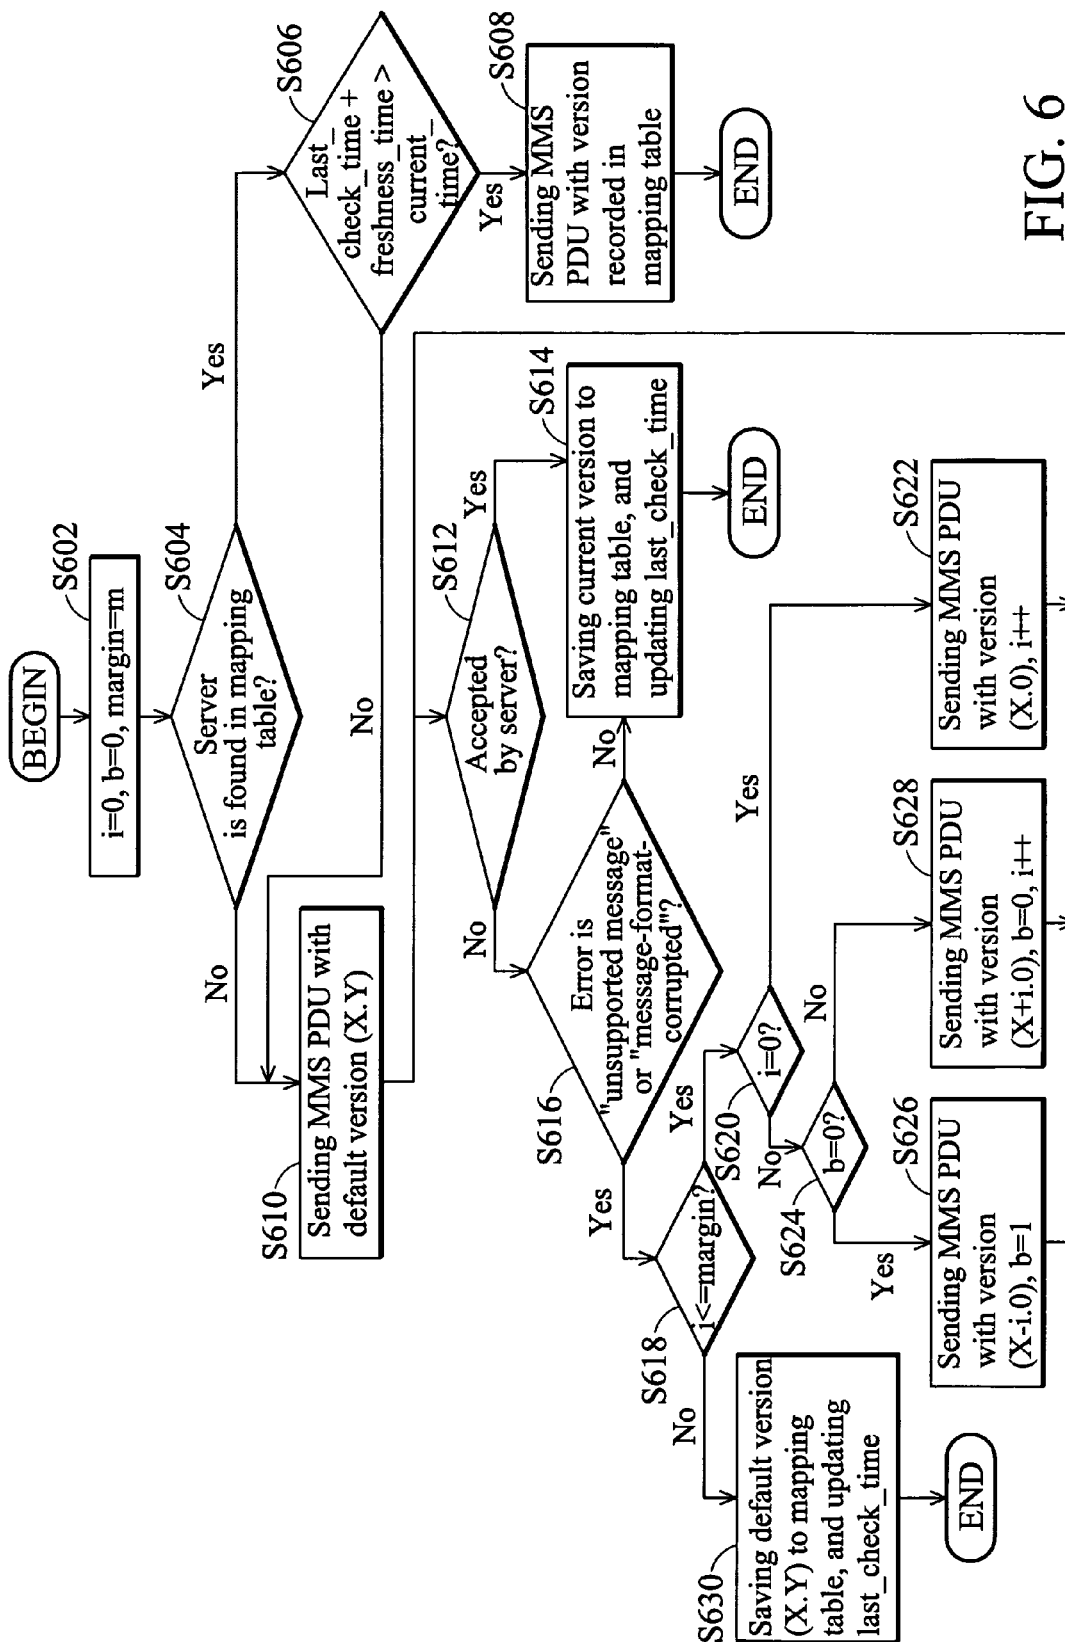 BEGIN
S602
i=0, b=0, margin=m
S604
Server
is found in mapping
table?
Yes
No
S606
Last_
check_time +
freshness_time >
current_
time?
Yes
No
S608
Sending MMS
PDU with version
recorded in
mapping table
END
S610
Sending MMS PDU with
default version (X.Y)
S612
Accepted
by server?
Yes
No
S614
Saving current version to
mapping table, and
updating last_check_time
END
S616
Error is
"unsupported message"
or "message-format-
corrupted"?
No
Yes
S618
i<=margin?
Yes
No
S620
i=0?
Yes
No
S622
Sending MMS PDU
with version
(X.0), i++
S624
b=0?
No
Yes
S628
Sending MMS PDU
with version
(X+i.0), b=0, i++
S626
Sending MMS PDU
with version
(X-i.0), b=1
S630
Saving default version
(X.Y) to mapping
table, and updating
last_check_time
END
FIG. 6